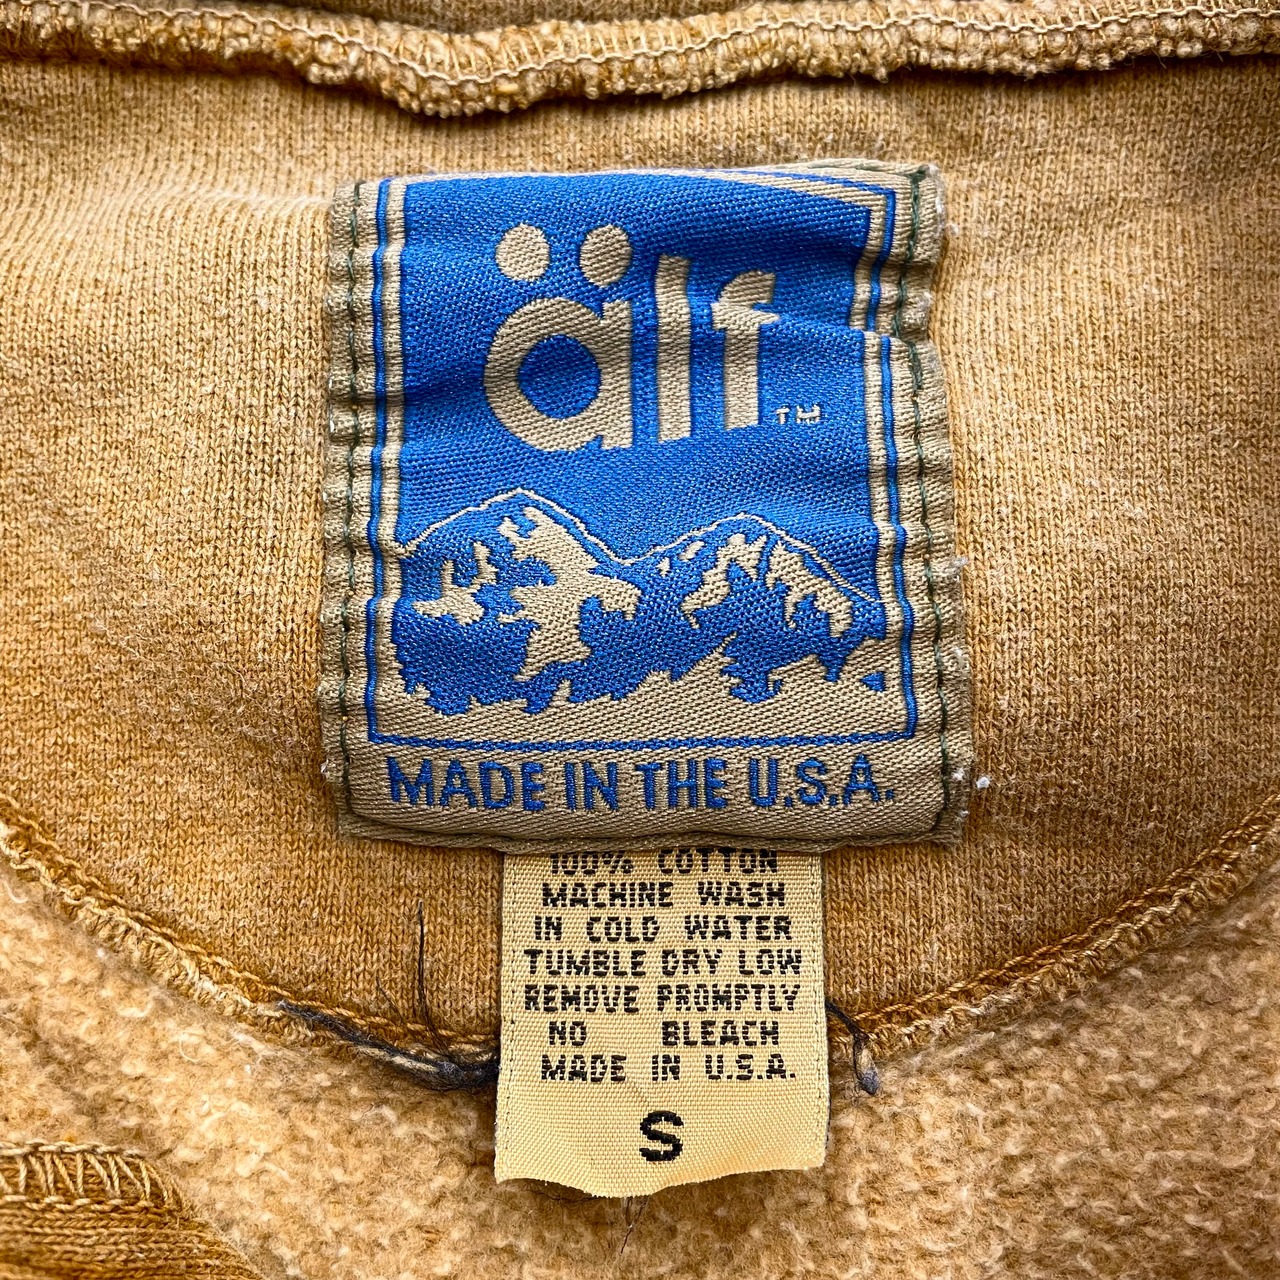 älf
TM
MADE IN THE U.S.A.
100% COTTON
MACHINE WASH
IN COLD WATER
TUMBLE DRY LOW
REMOVE PROMPTLY
NO BLEACH
MADE IN U.S.A.
S